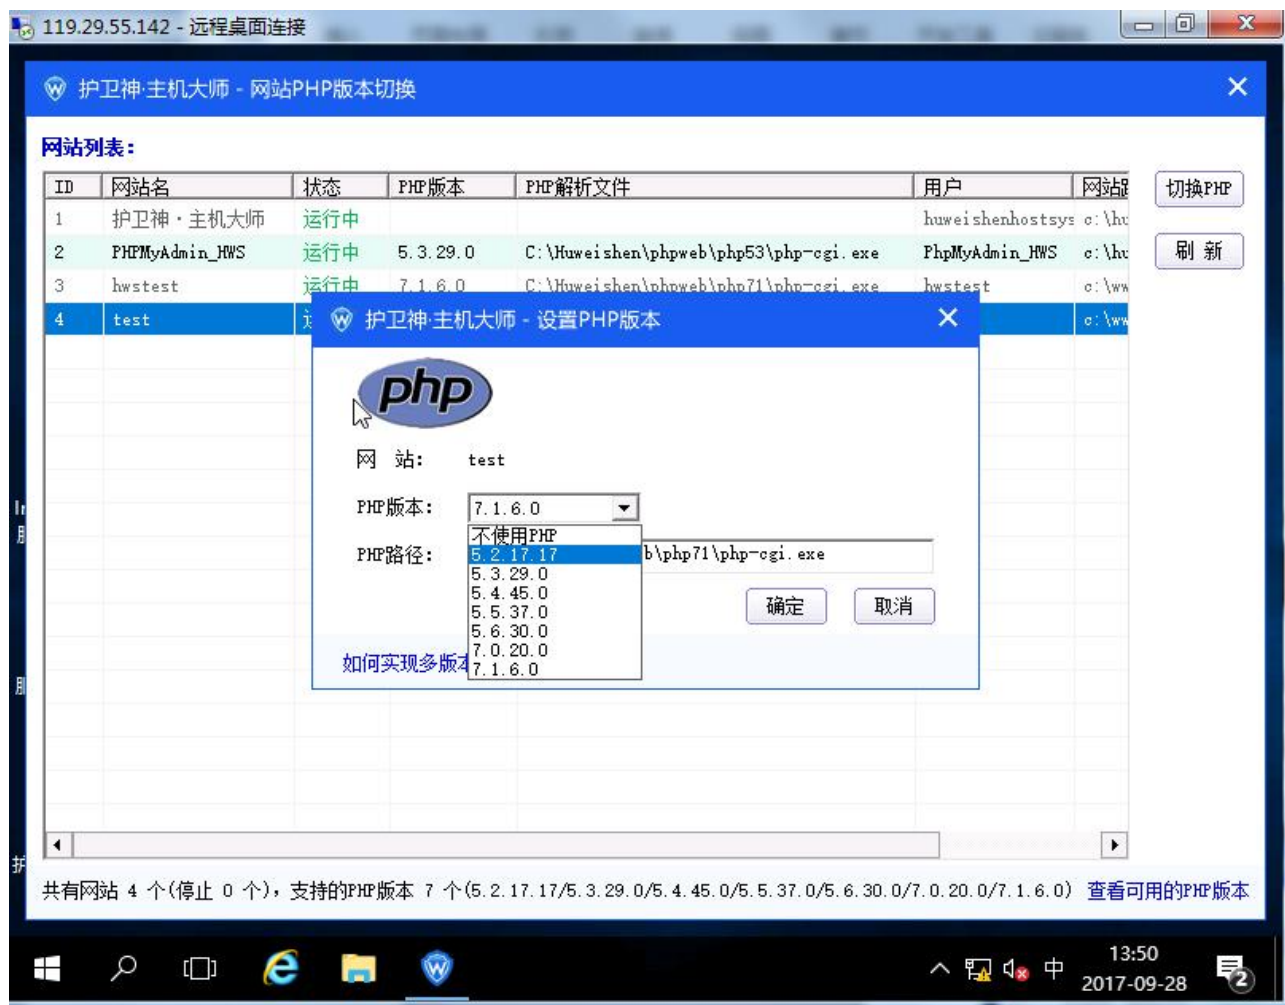 119.29.55.142 - 远程桌面连接
护卫神·主机大师 - 网站PHP版本切换
网站列表:
ID 网站名 状态 PHP版本 PHP解析文件 用户 网站路
切换PHP
1 护卫神·主机大师 运行中 huweishenhostsys c:\hu
2 PHPMyAdmin_HWS 运行中 5.3.29.0 C:\Huweishen\phpweb\php53\php-cgi.exe PhpMyAdmin_HWS c:\hu
刷 新
3 hwstest 运行中 7.1.6.0 C:\Huweishen\phpweb\php71\php-cgi.exe hwstest c:\ww
4 test c:\ww
护卫神·主机大师 - 设置PHP版本
php
网 站: test
PHP版本: 7.1.6.0
不使用PHP
PHP路径: 5.2.17.17 b\php71\php-cgi.exe
5.3.29.0
5.4.45.0
5.5.37.0
5.6.30.0
7.0.20.0
7.1.6.0
确定 取消
如何实现多版本
共有网站 4 个(停止 0 个),支持的PHP版本 7 个(5.2.17.17/5.3.29.0/5.4.45.0/5.5.37.0/5.6.30.0/7.0.20.0/7.1.6.0) 查看可用的PHP版本
中
13:50
2017-09-28
2